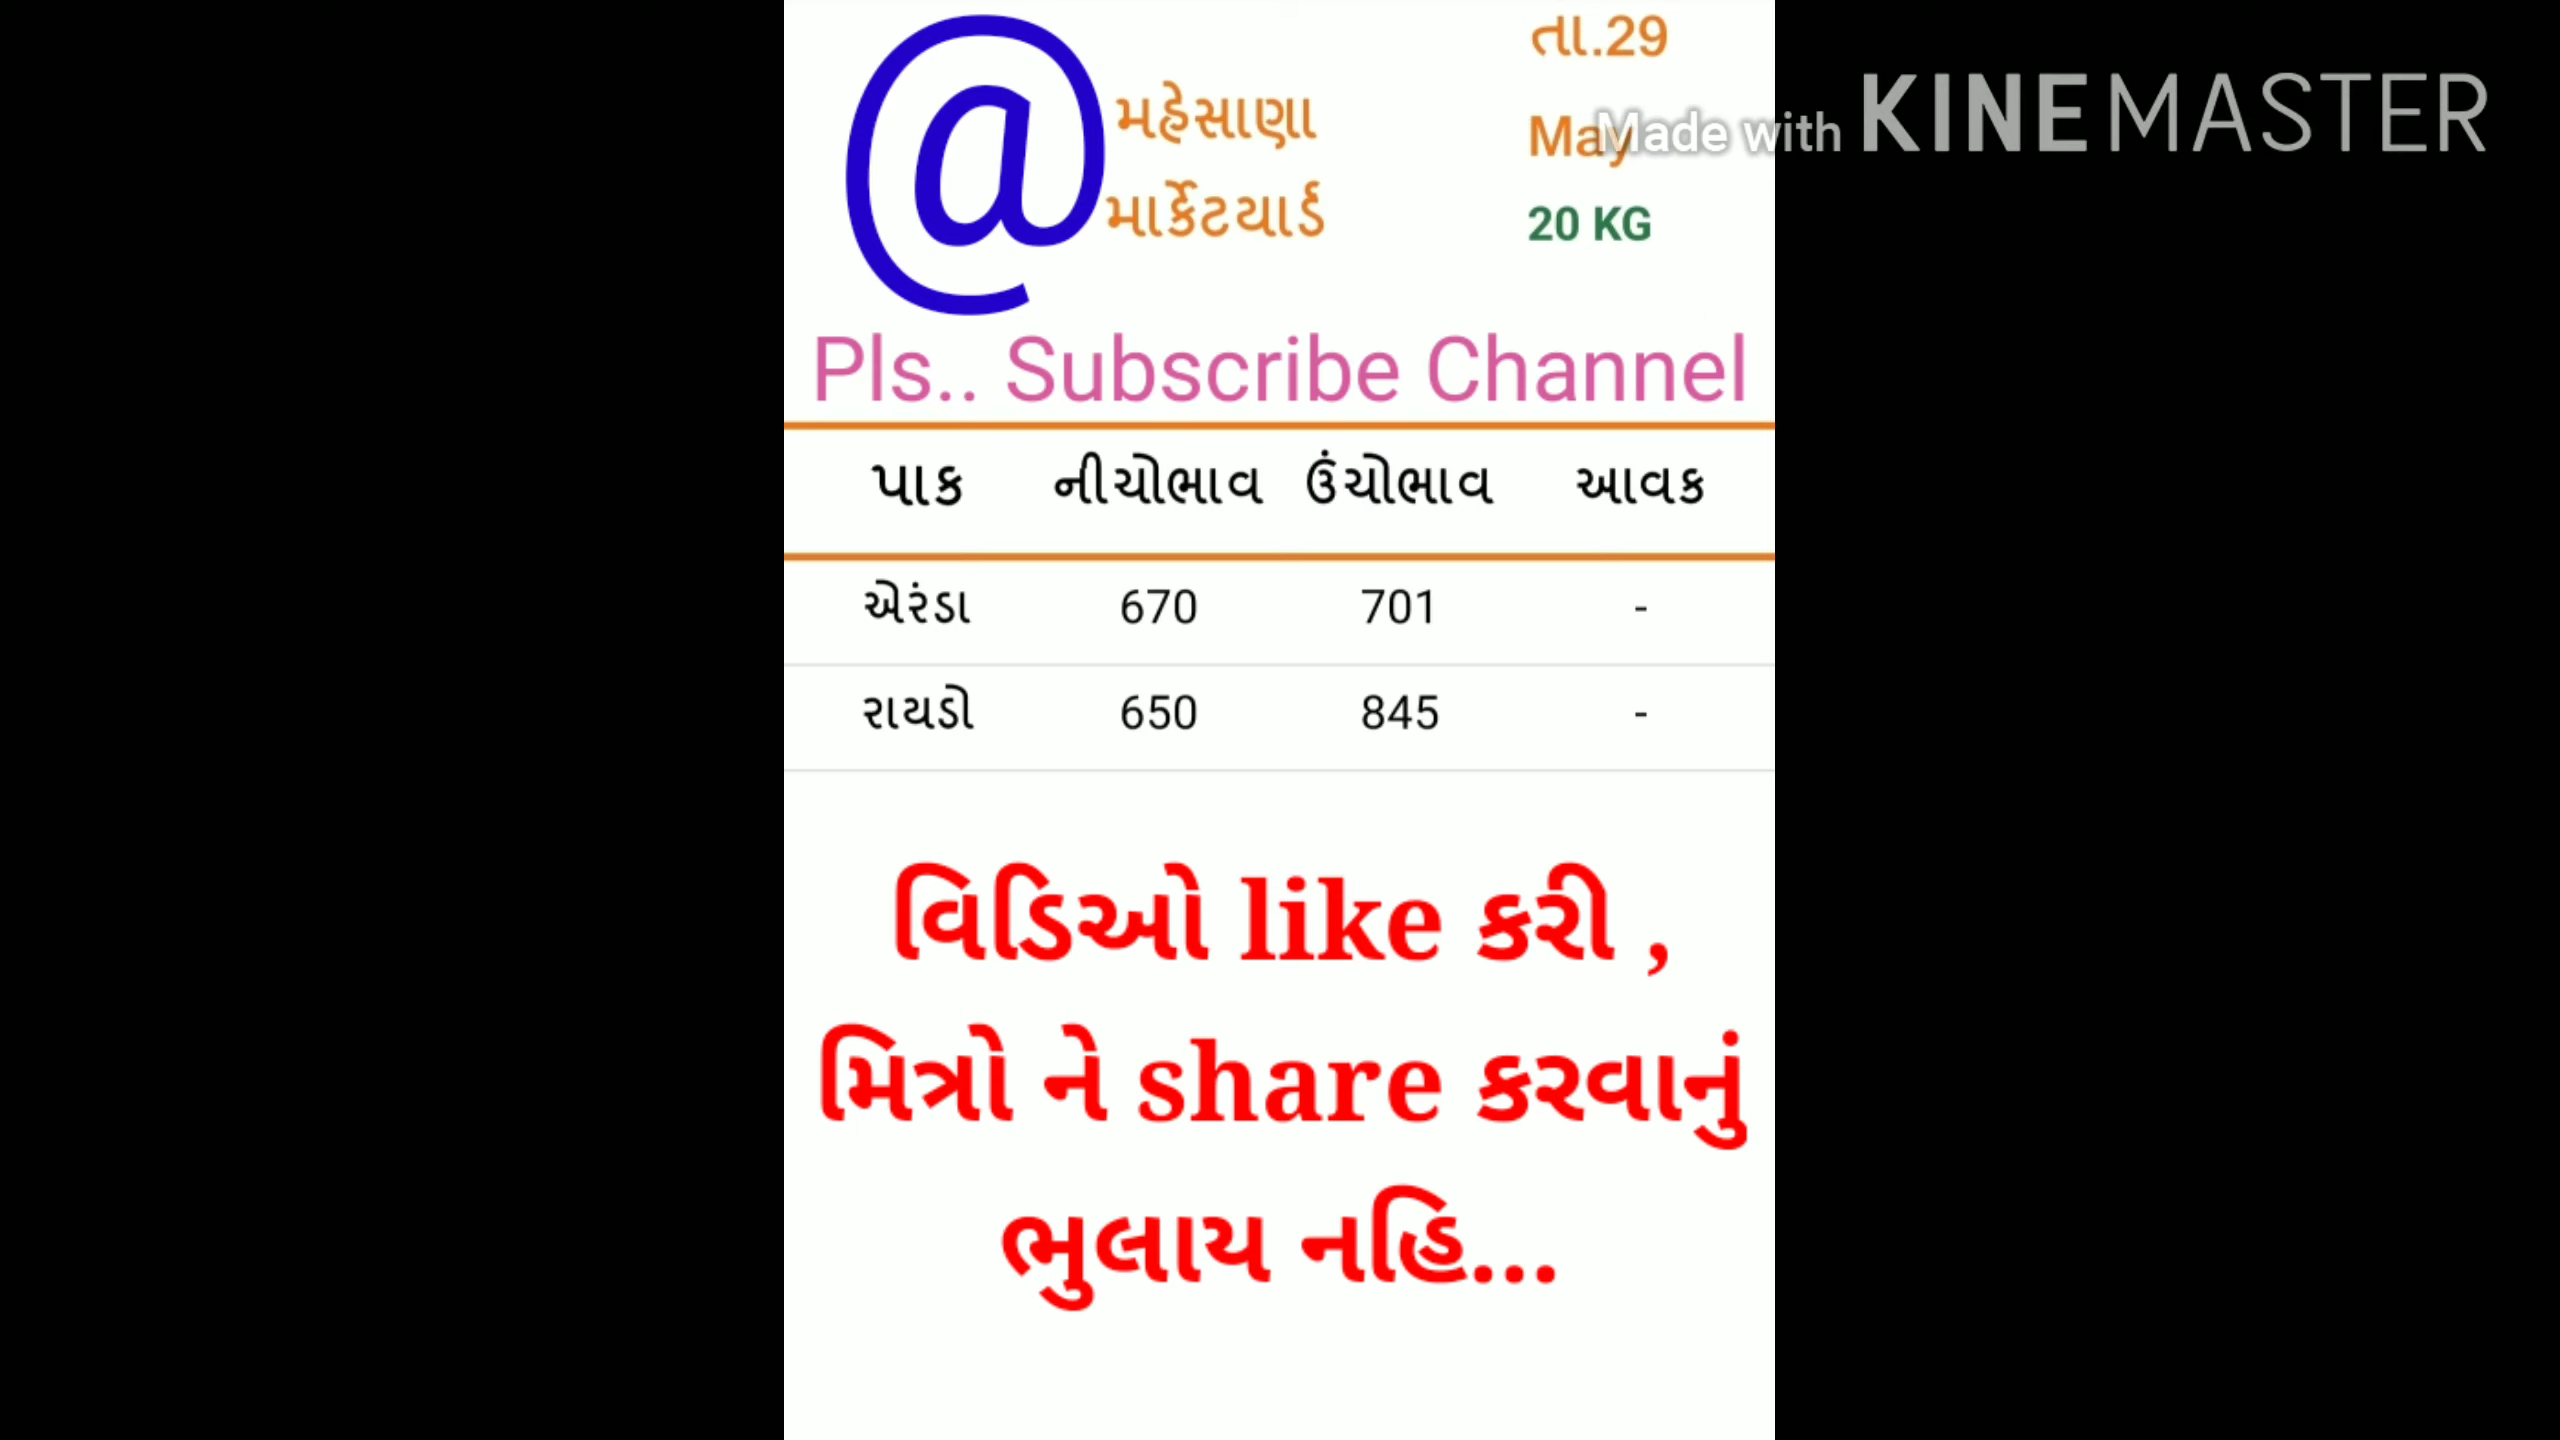 @
મહેસાણા
માર્કેટયાર્ડ
તા.29
May
20 KG
Made with KINEMASTER
Pls.. Subscribe Channel
પાક નીચોભાવ ઉંચોભાવ આવક
એરંડા 670 701 -
રાયડો 650 845 -
વિડિઓ like કરી ,
મિત્રો ને share કરવાનું
ભુલાય નહિ...